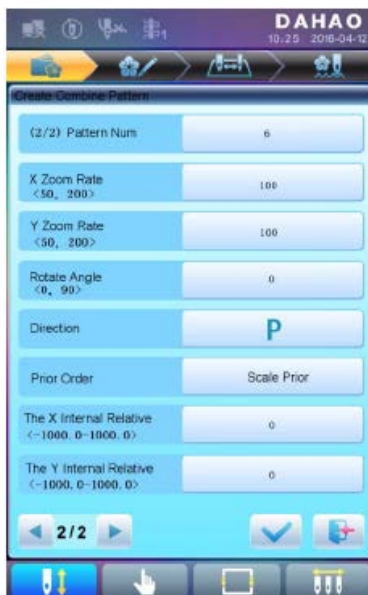 DAHAO
10:25 2016-04-12
Create Combine Pattern
(2/2) Pattern Num
6
X Zoom Rate
<50, 200>
100
Y Zoom Rate
<50, 200>
100
Rotate Angle
<0, 90>
0
Direction
P
Prior Order
Scale Prior
The X Internal Relative
<-1000.0-1000.0>
0
The Y Internal Relative
<-1000.0-1000.0>
0
2/2